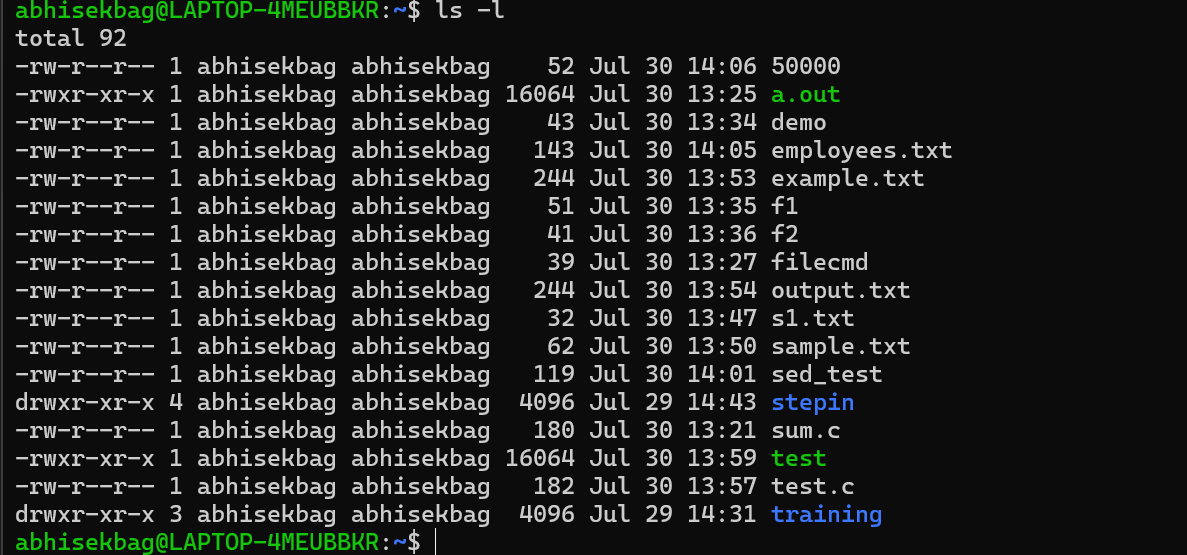 abhisekbag@LAPTOP-4MEUBBKR:~$ ls -l
total 92
-rw-r--r-- 1 abhisekbag abhisekbag    52 Jul 30 14:06 50000
-rwxr-xr-x 1 abhisekbag abhisekbag 16064 Jul 30 13:25 a.out
-rw-r--r-- 1 abhisekbag abhisekbag    43 Jul 30 13:34 demo
-rw-r--r-- 1 abhisekbag abhisekbag   143 Jul 30 14:05 employees.txt
-rw-r--r-- 1 abhisekbag abhisekbag   244 Jul 30 13:53 example.txt
-rw-r--r-- 1 abhisekbag abhisekbag    51 Jul 30 13:35 f1
-rw-r--r-- 1 abhisekbag abhisekbag    41 Jul 30 13:36 f2
-rw-r--r-- 1 abhisekbag abhisekbag    39 Jul 30 13:27 filecmd
-rw-r--r-- 1 abhisekbag abhisekbag   244 Jul 30 13:54 output.txt
-rw-r--r-- 1 abhisekbag abhisekbag    32 Jul 30 13:47 s1.txt
-rw-r--r-- 1 abhisekbag abhisekbag    62 Jul 30 13:50 sample.txt
-rw-r--r-- 1 abhisekbag abhisekbag   119 Jul 30 14:01 sed_test
drwxr-xr-x 4 abhisekbag abhisekbag  4096 Jul 29 14:43 stepin
-rw-r--r-- 1 abhisekbag abhisekbag   180 Jul 30 13:21 sum.c
-rwxr-xr-x 1 abhisekbag abhisekbag 16064 Jul 30 13:59 test
-rw-r--r-- 1 abhisekbag abhisekbag   182 Jul 30 13:57 test.c
drwxr-xr-x 3 abhisekbag abhisekbag  4096 Jul 29 14:31 training
abhisekbag@LAPTOP-4MEUBBKR:~$